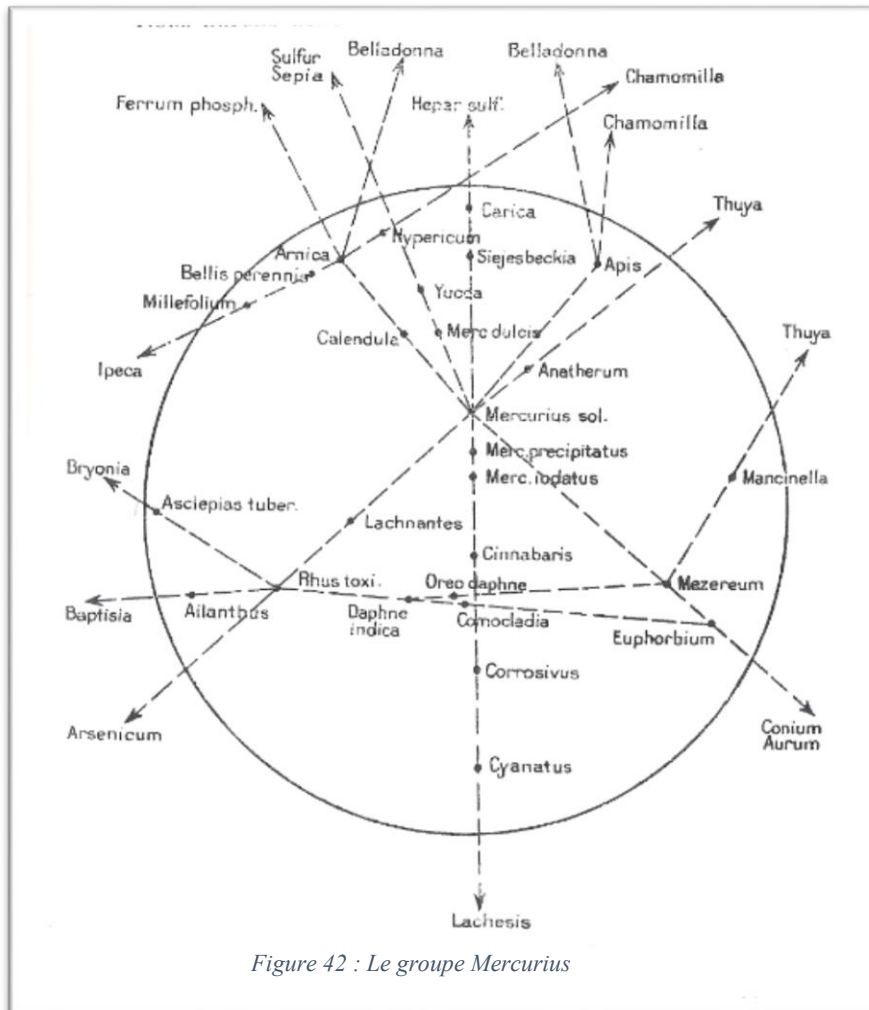 Belladonna
Belladonna
Sulfur
Sepia
Chamomilla
Ferrum phosph.
Hepar sulf.
Chamomilla
Carica
Thuya
Hypericum
Arnica
Siejesbeckia
Apis
Bellis perennia
Yucca
Millefolium
Calendula
Merc dulcis
Thuya
Ipeca
Anatherum
Mercurius sol.
Merc. precipitatus
Bryonia
Merc. iodatus
Mancinella
Asclepias tuber.
Lachnantes
Cinnabaris
Rhus toxi.
Oreo daphne
Mezereum
Baptisia
Ailanthus
Daphne
indica
Comocladia
Euphorbium
Corrosivus
Arsenicum
Conium
Aurum
Cyanatus
Lachesis
Figure 42 : Le groupe Mercurius